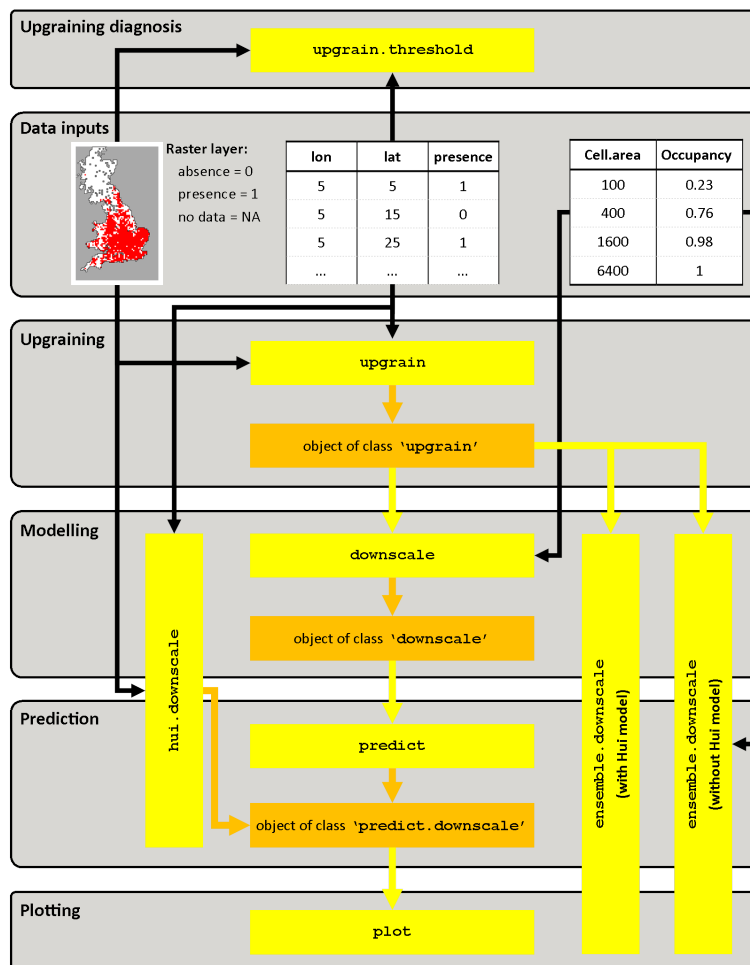 Upgraining diagnosis
upgrain.threshold
Data inputs
Raster layer:
absence = 0
presence = 1
no data = NA
lon lat presence
5 5 1
5 15 0
5 25 1
... ... ...
Cell.area Occupancy
100 0.23
400 0.76
1600 0.98
6400 1
Upgraining
upgrain
object of class ‘upgrain’
Modelling
downscale
object of class ‘downscale’
hui.downscale
ensemble.downscale
(with Hui model)
ensemble.downscale
(without Hui model)
Prediction
predict
object of class ‘predict.downscale’
Plotting
plot